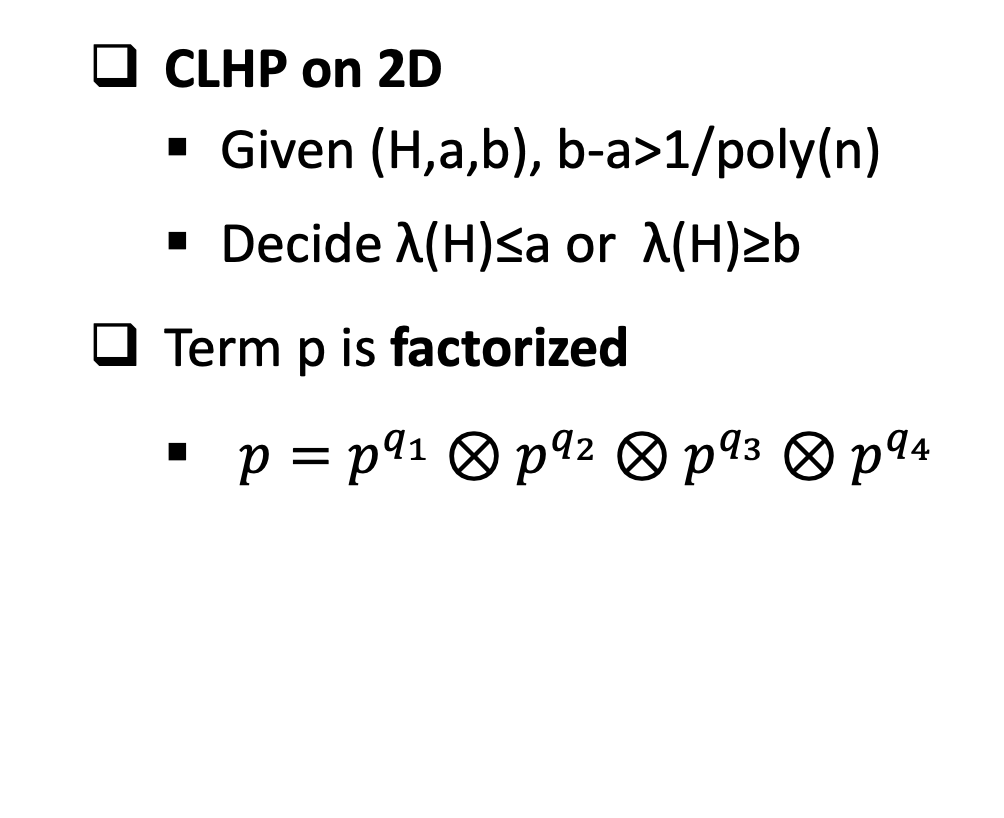 ❑ CLHP on 2D
▪ Given (H,a,b), b-a>1/poly(n)
▪ Decide λ(H)≤a or λ(H)≥b
❑ Term p is factorized
▪ 𝑝 = 𝑝^{𝑞_1} ⊗ 𝑝^{𝑞_2} ⊗ 𝑝^{𝑞_3} ⊗ 𝑝^{𝑞_4}